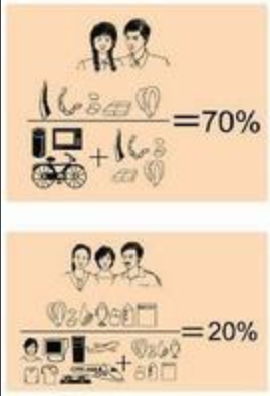 + =70%
+ = 20%